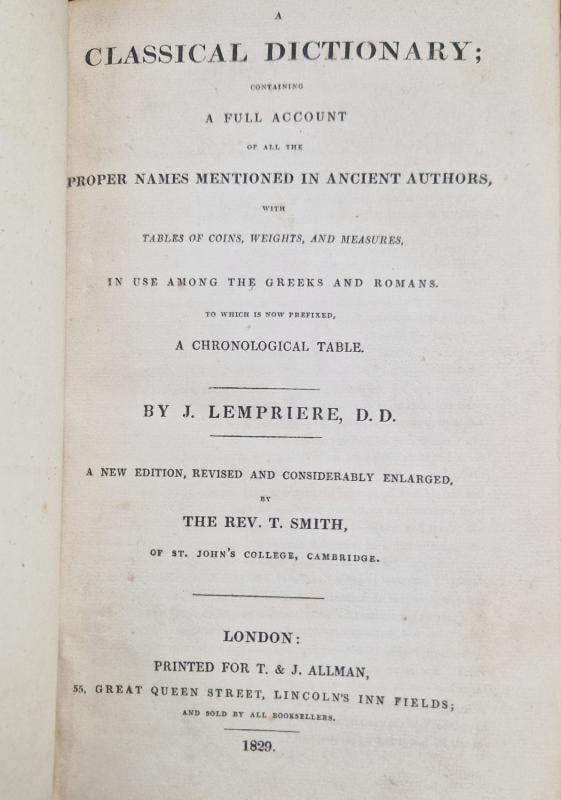 A
CLASSICAL DICTIONARY;
CONTAINING
A FULL ACCOUNT
OF ALL THE
PROPER NAMES MENTIONED IN ANCIENT AUTHORS,
WITH
TABLES OF COINS, WEIGHTS, AND MEASURES,
IN USE AMONG THE GREEKS AND ROMANS.
TO WHICH IS NOW PREFIXED,
A CHRONOLOGICAL TABLE.
BY J. LEMPRIERE, D. D.
A NEW EDITION, REVISED AND CONSIDERABLY ENLARGED,
BY
THE REV. T. SMITH,
OF ST. JOHN'S COLLEGE, CAMBRIDGE.
LONDON:
PRINTED FOR T. & J. ALLMAN,
55, GREAT QUEEN STREET, LINCOLN'S INN FIELDS;
AND SOLD BY ALL BOOKSELLERS.
1829.